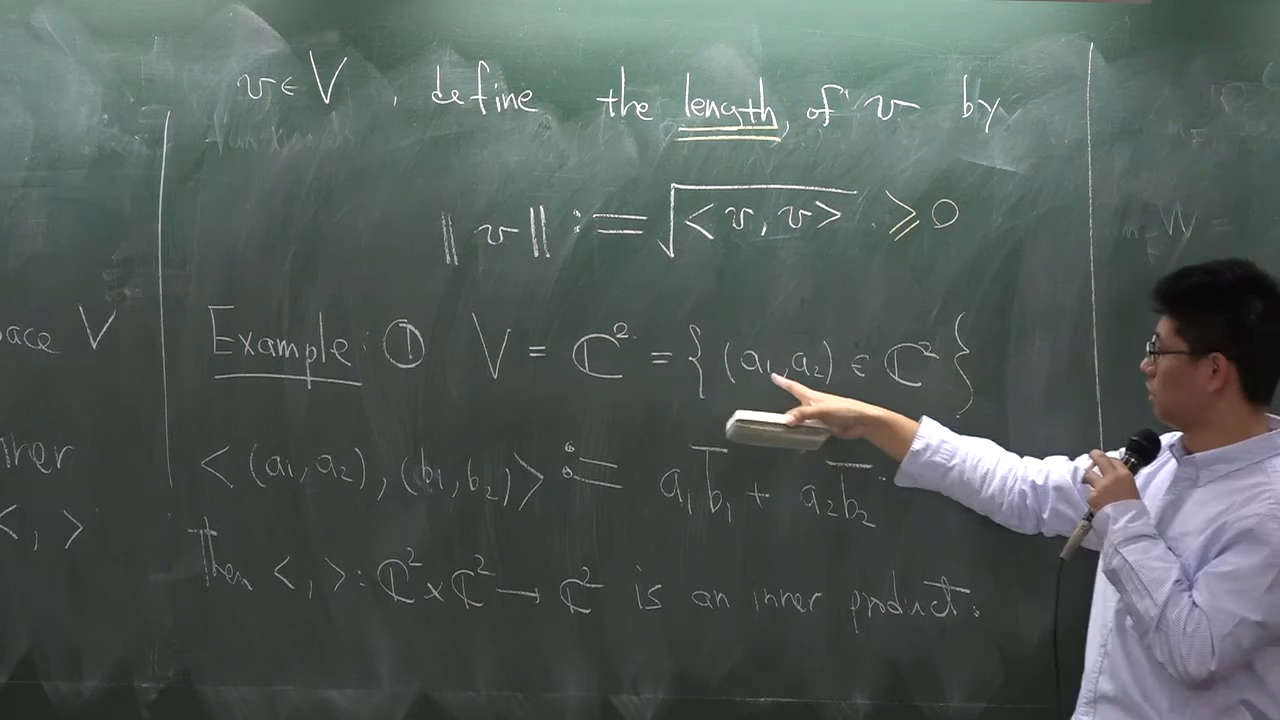 v ∈ V, define the length of v by
‖v‖ := √<v, v> ≥ 0
Example: ① V = ℂ² = {(a₁, a₂) ∈ ℂ²}
<(a₁, a₂), (b₁, b₂)> := a₁b̅₁ + a₂b̅₂.
Then < , > : ℂ² × ℂ² → ℂ² is an inner product.
ace V
< , >